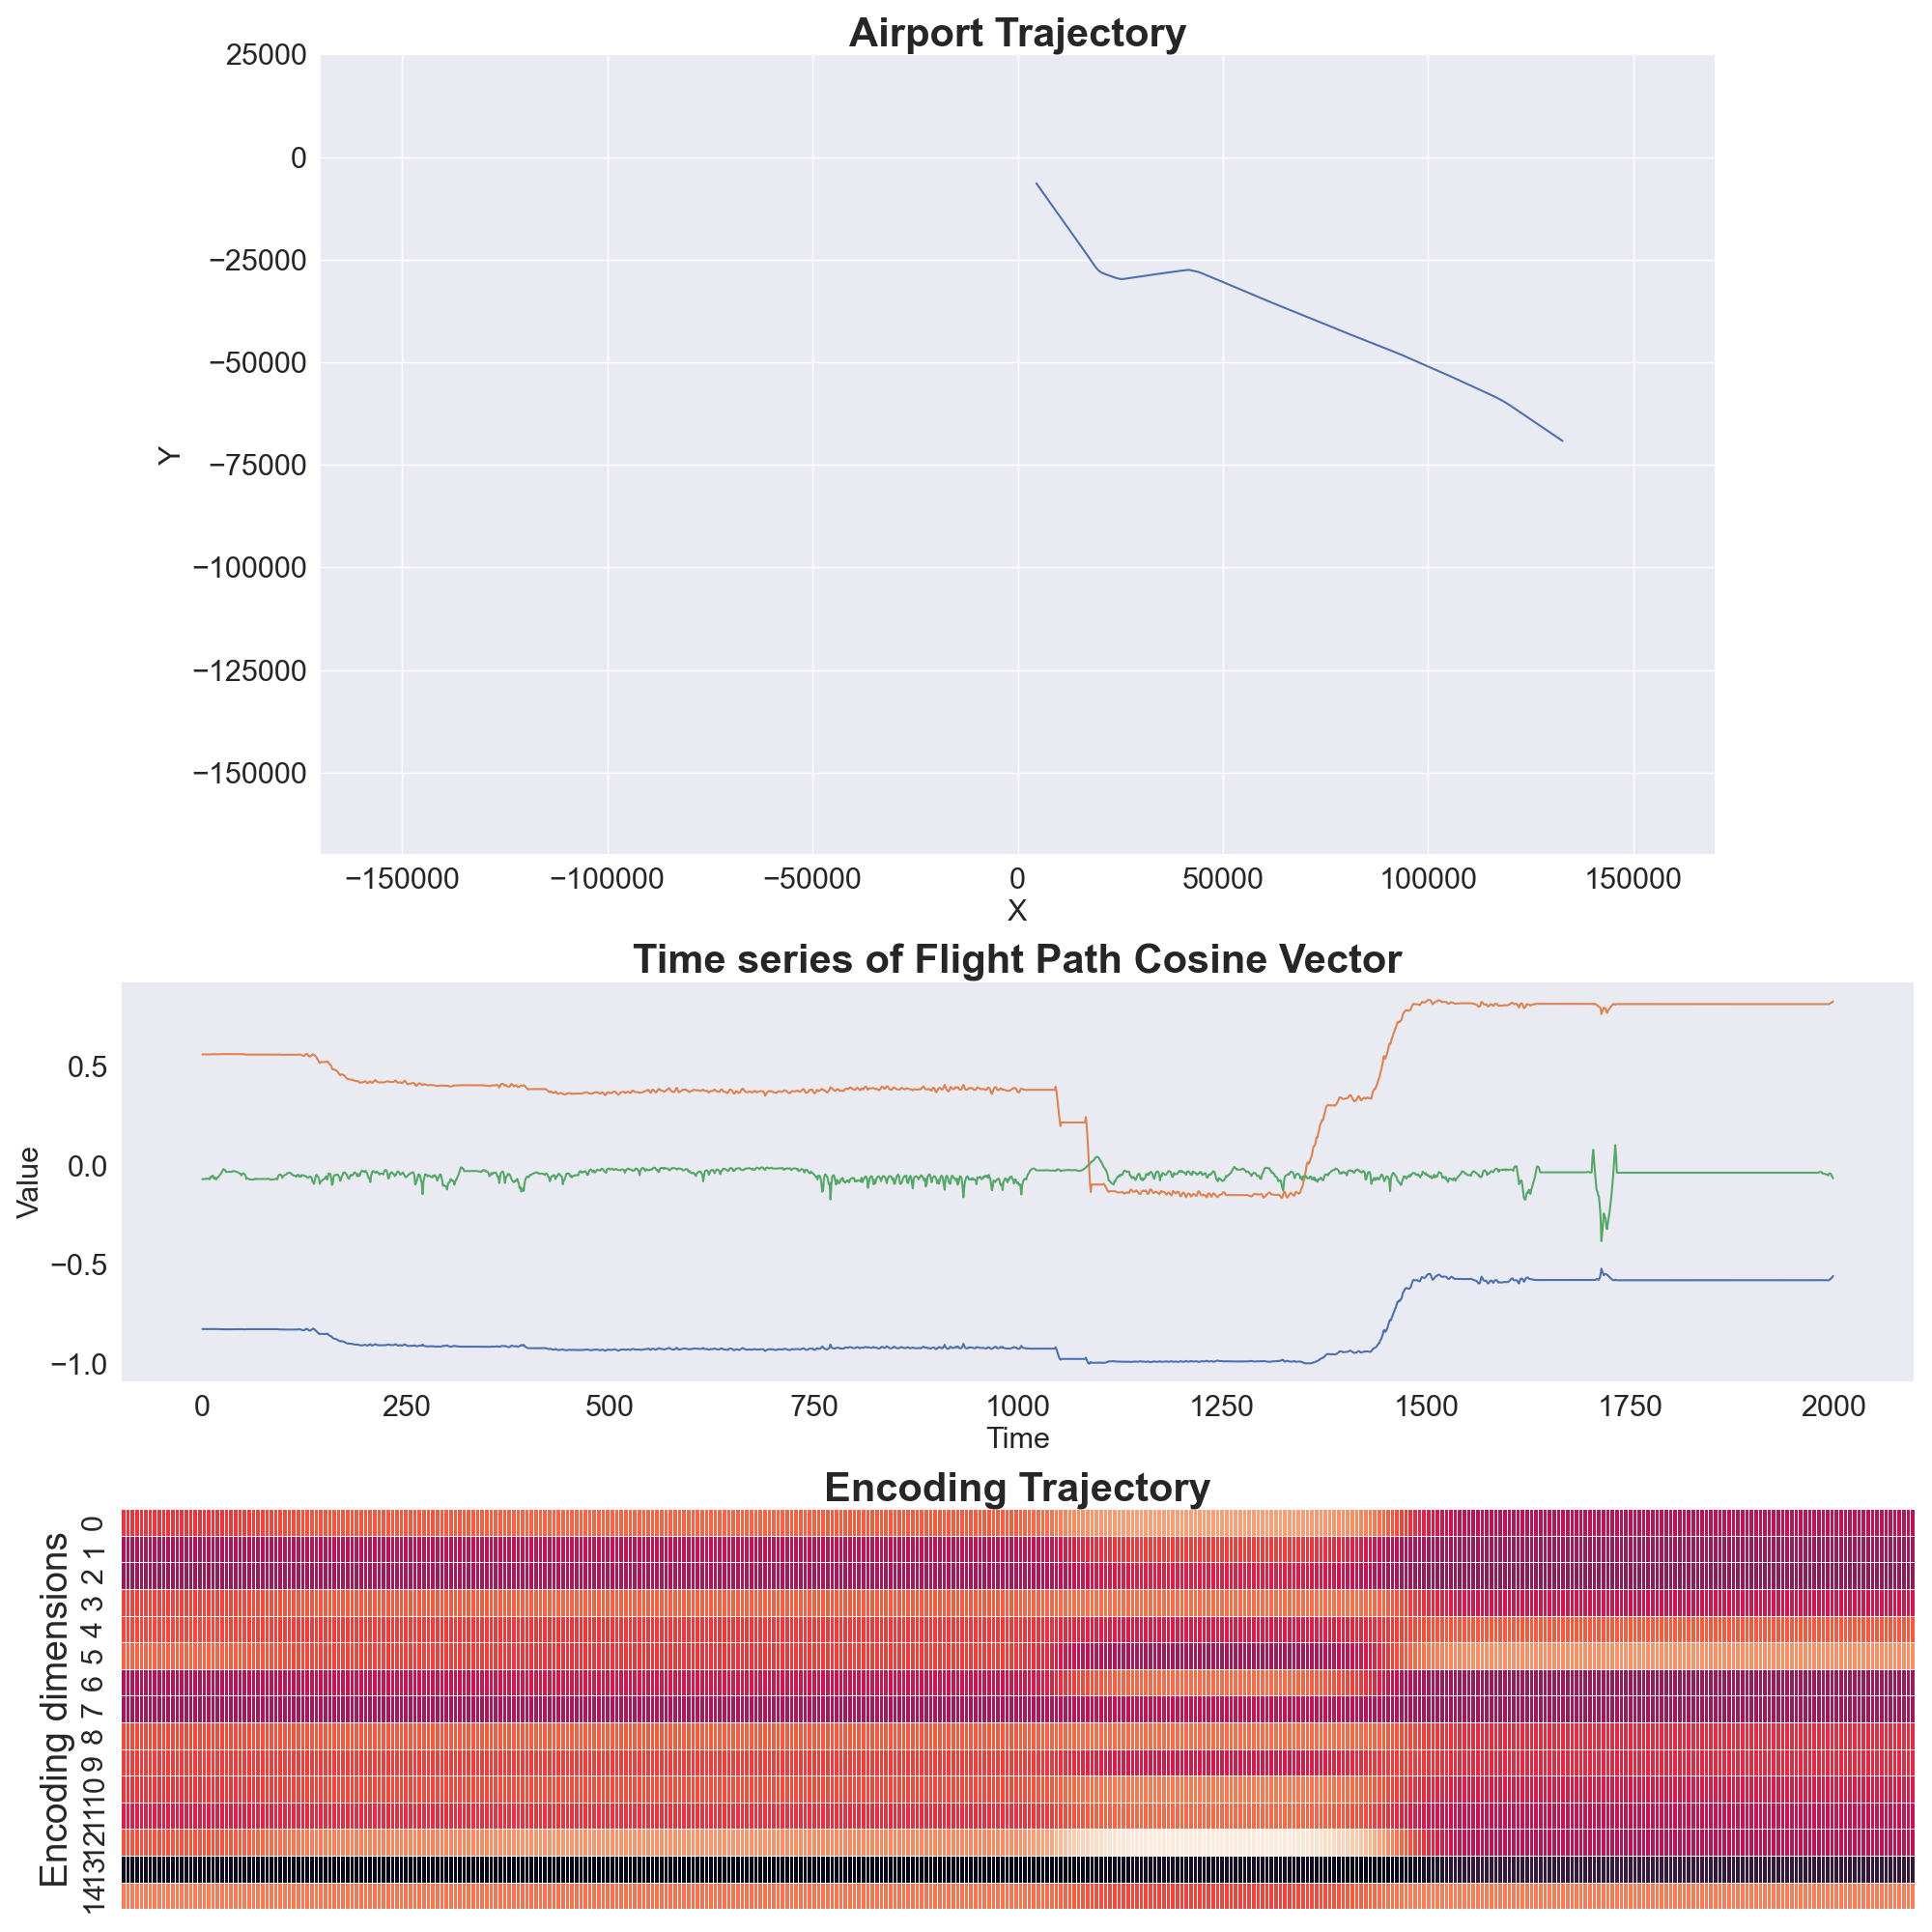 Airport Trajectory
25000
0
−25000
−50000
−75000
−100000
−125000
−150000
Y
−150000 −100000 −50000 0 50000 100000 150000
X
Time series of Flight Path Cosine Vector
0.5
0.0
−0.5
−1.0
Value
0 250 500 750 1000 1250 1500 1750 2000
Time
Encoding Trajectory
Encoding dimensions
0
1
2
3
4
5
6
7
8
9
10
11
12
13
14